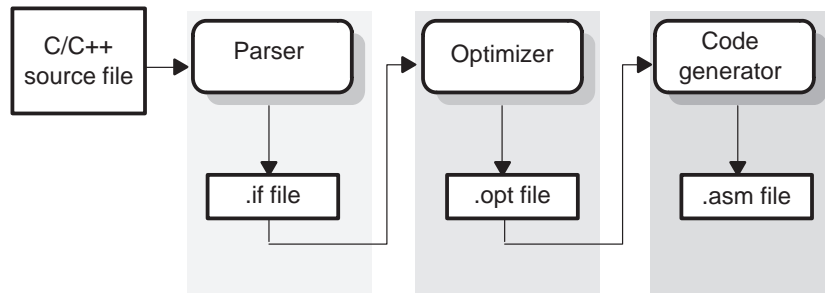 C/C++
source file
Parser
Optimizer
Code
generator
.if file
.opt file
.asm file